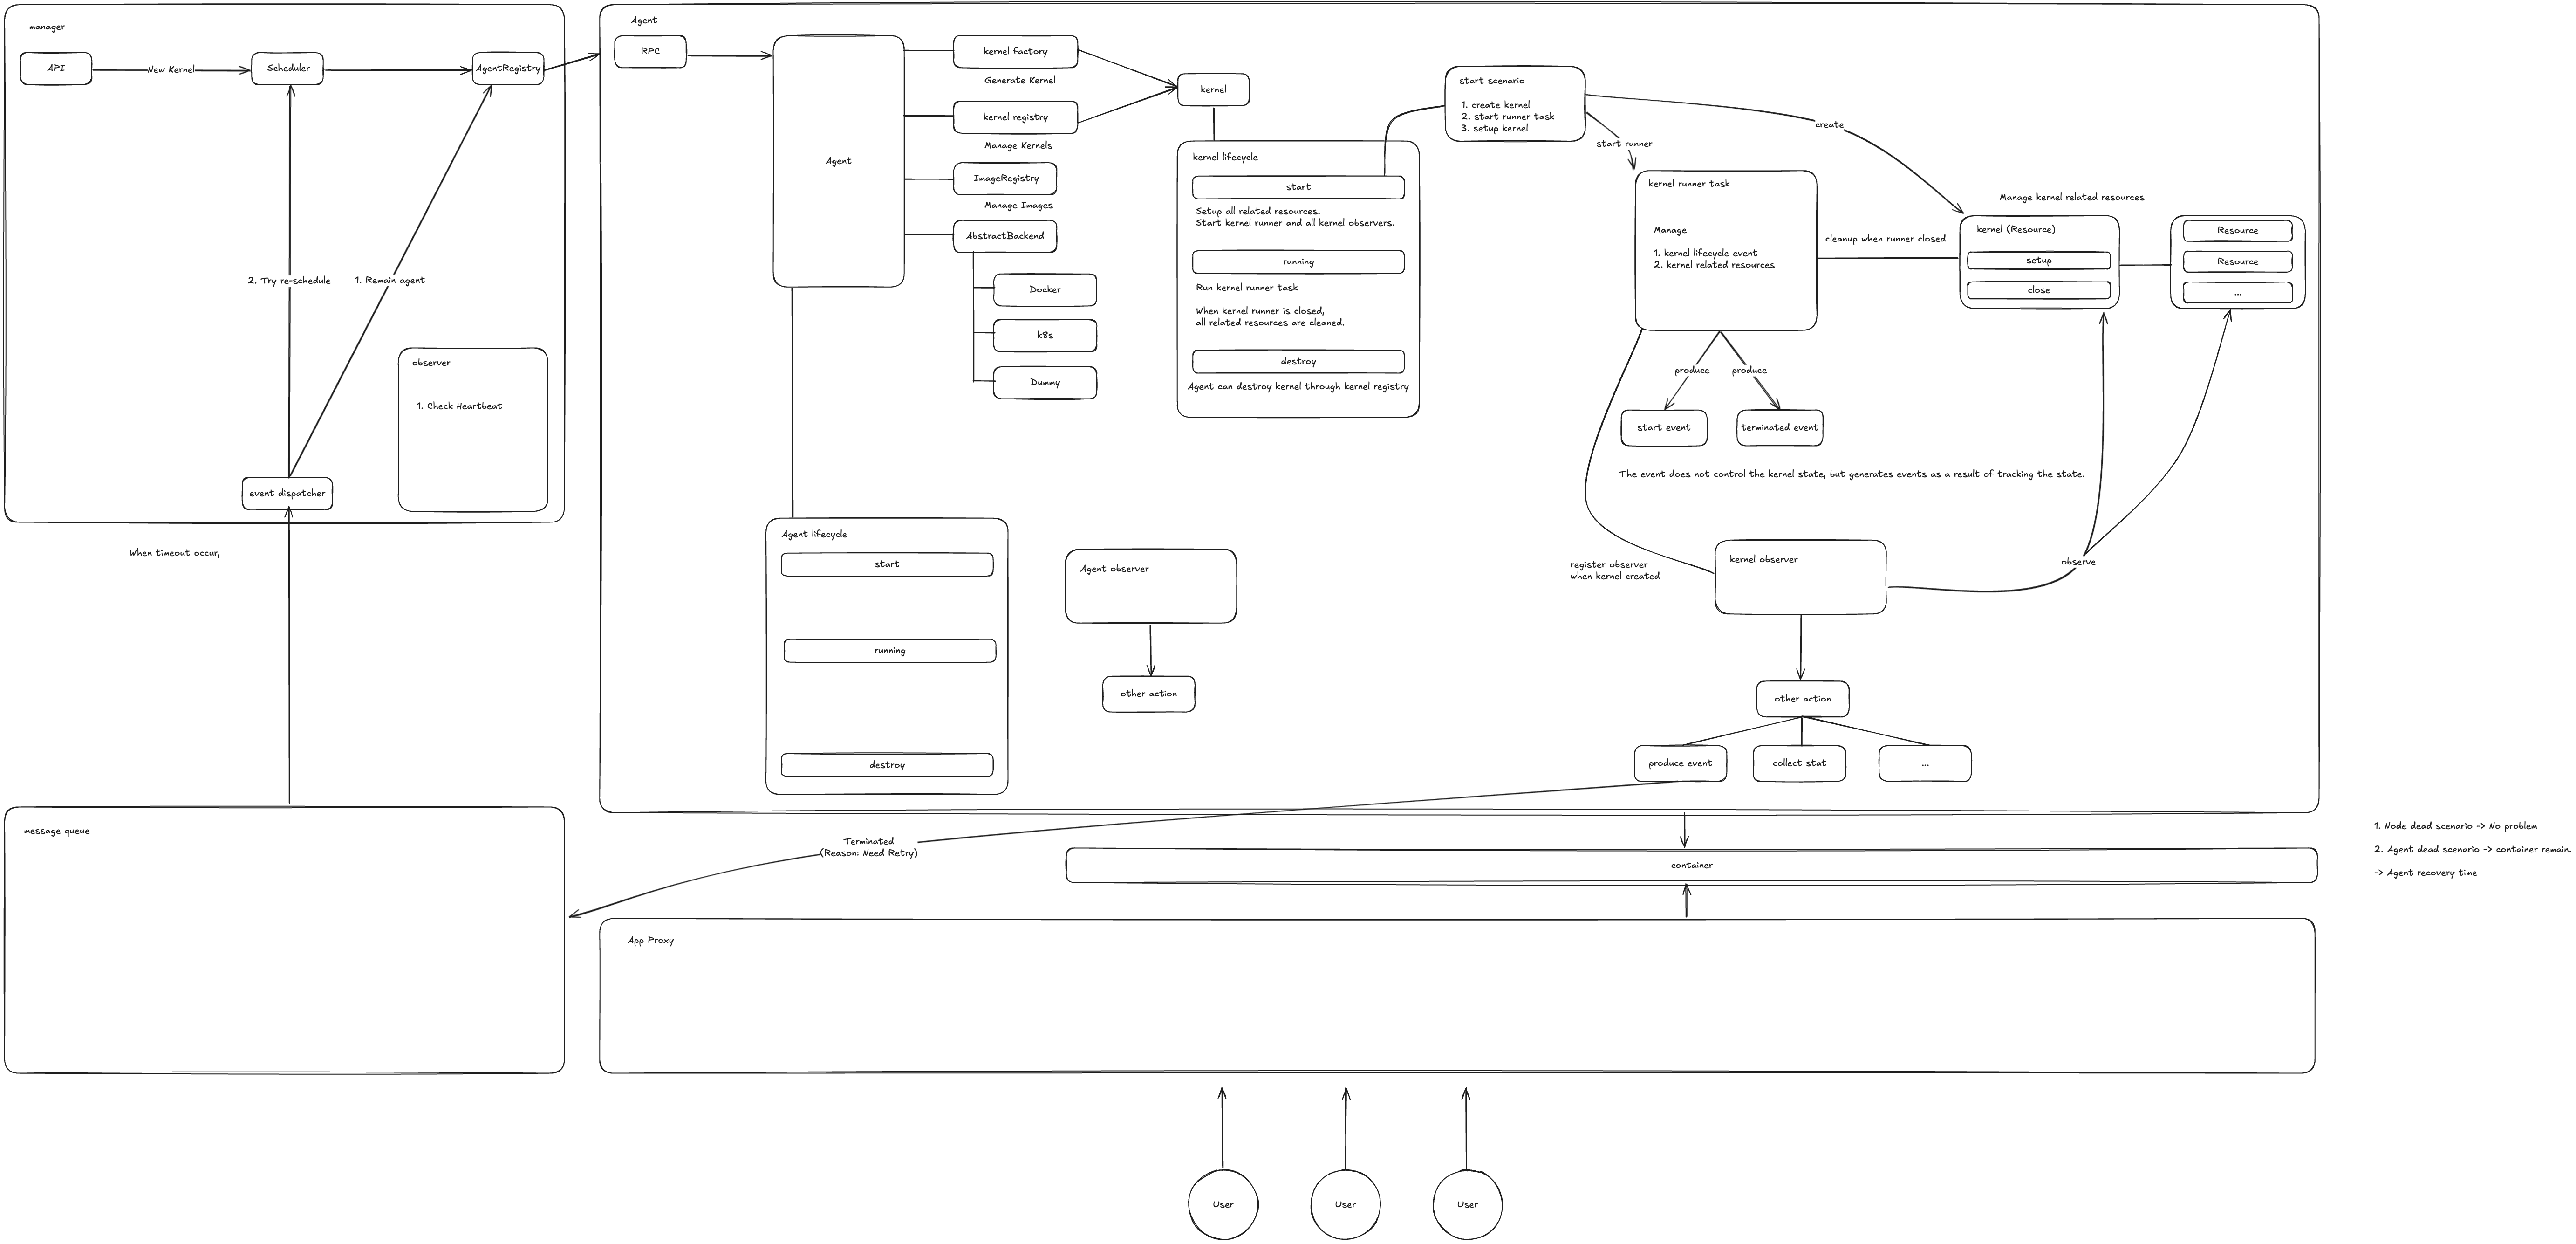 manager
API
New Kernel
Scheduler
AgentRegistry
2. Try re-schedule
1. Remain agent
observer
1. Check Heartbeat
event dispatcher
When timeout occur,
message queue
Agent
RPC
Agent
kernel factory
Generate Kernel
kernel registry
Manage Kernels
ImageRegistry
Manage Images
AbstractBackend
Docker
k8s
Dummy
kernel
kernel lifecycle
start
Setup all related resources.
Start kernel runner and all kernel observers.
running
Run kernel runner task
When kernel runner is closed,
all related resources are cleaned.
destroy
Agent can destroy kernel through kernel registry
start scenario
1. create kernel
2. start runner task
3. setup kernel
create
start runner
kernel runner task
Manage
1. kernel lifecycle event
2. kernel related resources
cleanup when runner closed
Manage kernel related resources
kernel (Resource)
setup
close
Resource
Resource
...
produce
produce
start event
terminated event
The event does not control the kernel state, but generates events as a result of tracking the state.
Agent lifecycle
start
running
destroy
Agent observer
other action
register observer
when kernel created
kernel observer
observe
other action
produce event
collect stat
...
Terminated
(Reason: Need Retry)
container
App Proxy
1. Node dead scenario -> No problem
2. Agent dead scenario -> container remain.
-> Agent recovery time
User
User
User